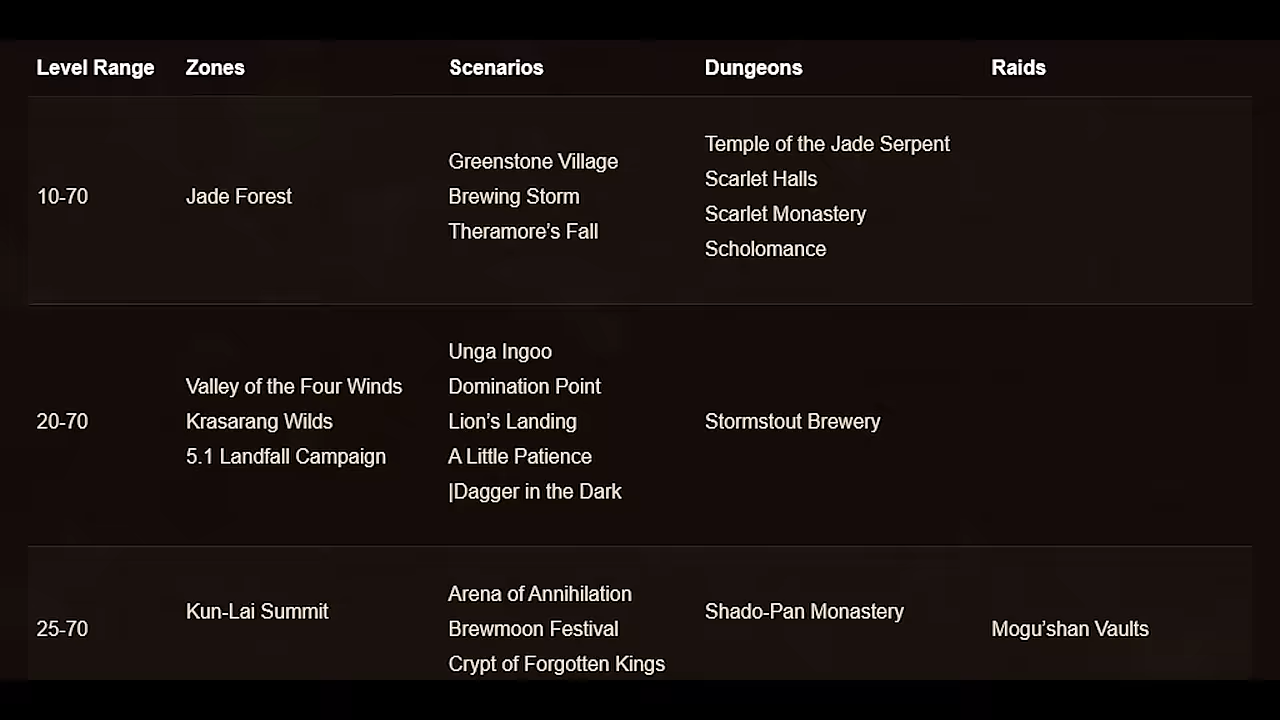 Level Range Zones Scenarios Dungeons Raids
10-70
Jade Forest
Greenstone Village
Brewing Storm
Theramore's Fall
Temple of the Jade Serpent
Scarlet Halls
Scarlet Monastery
Scholomance
20-70
Valley of the Four Winds
Krasarang Wilds
5.1 Landfall Campaign
Unga Ingoo
Domination Point
Lion’s Landing
A Little Patience
|Dagger in the Dark
Stormstout Brewery
25-70
Kun-Lai Summit
Arena of Annihilation
Brewmoon Festival
Crypt of Forgotten Kings
Shado-Pan Monastery
Mogu’shan Vaults